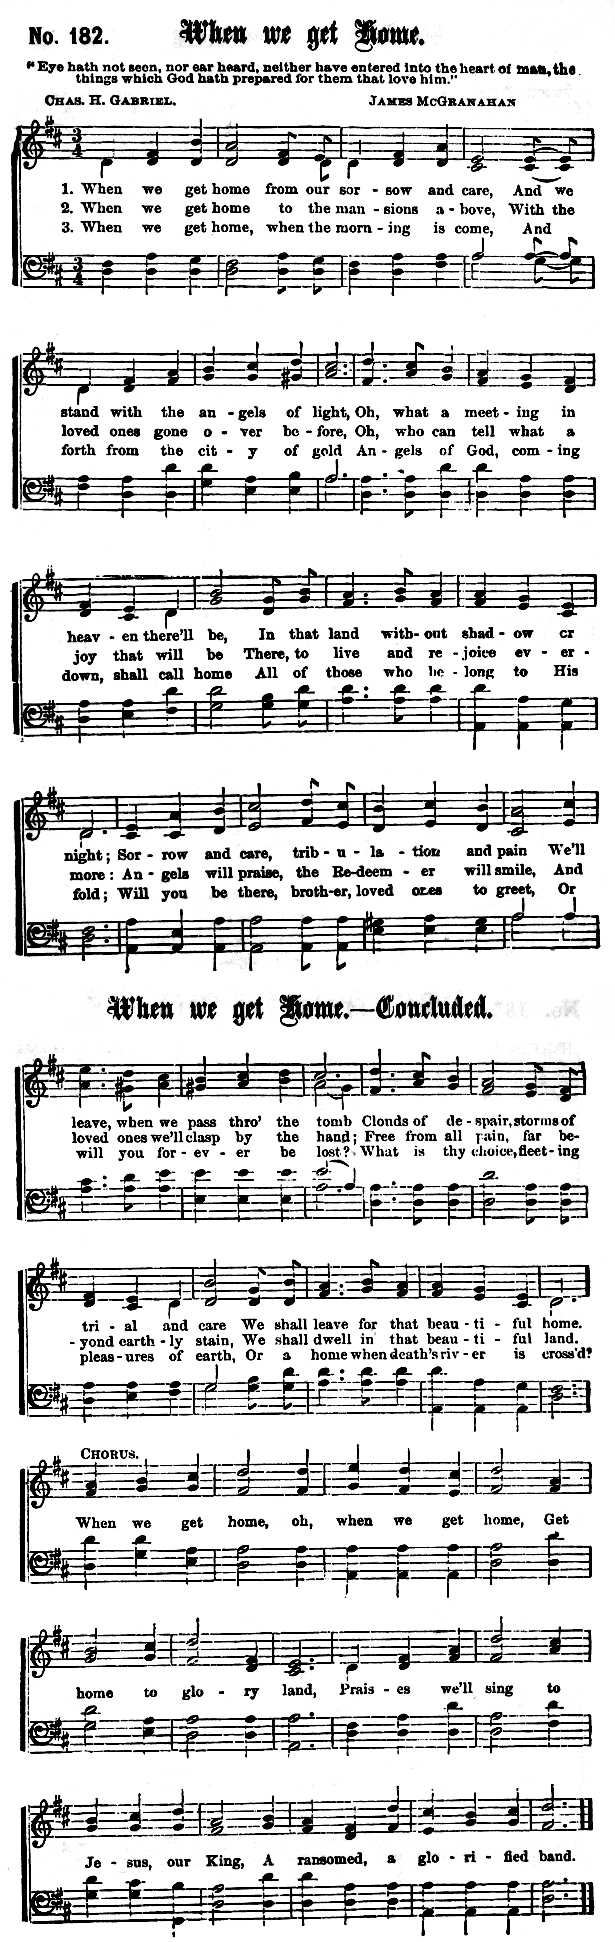 No. 182. When we get Home.
"Eye hath not seen, nor ear heard, neither have entered into the heart of man, the
things which God hath prepared for them that love him."
CHAS. H. GABRIEL. JAMES MCGRANAHAN
1. When we get home from our sor - sow and care, And we
2. When we get home to the man - sions a - bove, With the
3. When we get home, when the morn - ing is come, And
stand with the an - gels of light, Oh, what a meet - ing in
loved ones gone o - ver be - fore, Oh, who can tell what a
forth from the cit - y of gold An - gels of God, com - ing
heav - en there'll be, In that land with - out shad - ow cr
joy that will be There, to live and re - joice ev - er -
down, shall call home All of those who be - long to His
night; Sor - row and care, trib - u - la - tion and pain We'll
more: An - gels will praise, the Re - deem - er will smile, And
fold; Will you be there, broth - er, loved ones to greet, Or
When we get Home.—Concluded.
leave, when we pass thro' the tomb Clouds of de - spair, storms of
loved ones we'll clasp by the hand; Free from all pain, far be-
will you for - ev - er be lost? What is thy choice, fleet - ing
tri - al and care We shall leave for that beau - ti - ful home.
- yond earth - ly stain, We shall dwell in that beau - ti - ful land.
pleas - ures of earth, Or a home when death's riv - er is cross'd?
CHORUS.
When we get home, oh, when we get home, Get
home to glo - ry land, Prais - es we'll sing to
Je - sus, our King, A ransomed, a glo - ri - fied band.